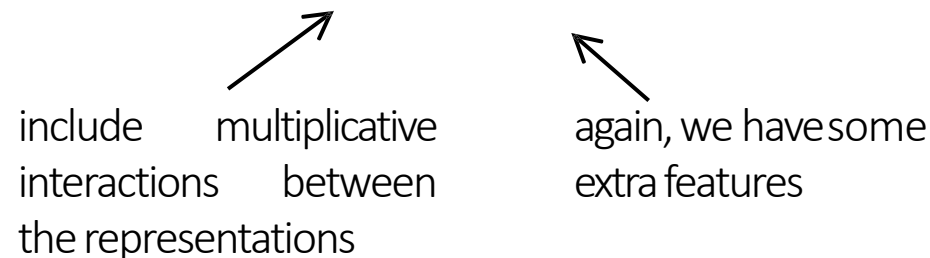 include multiplicative
interactions between
the representations
again, we have some
extra features